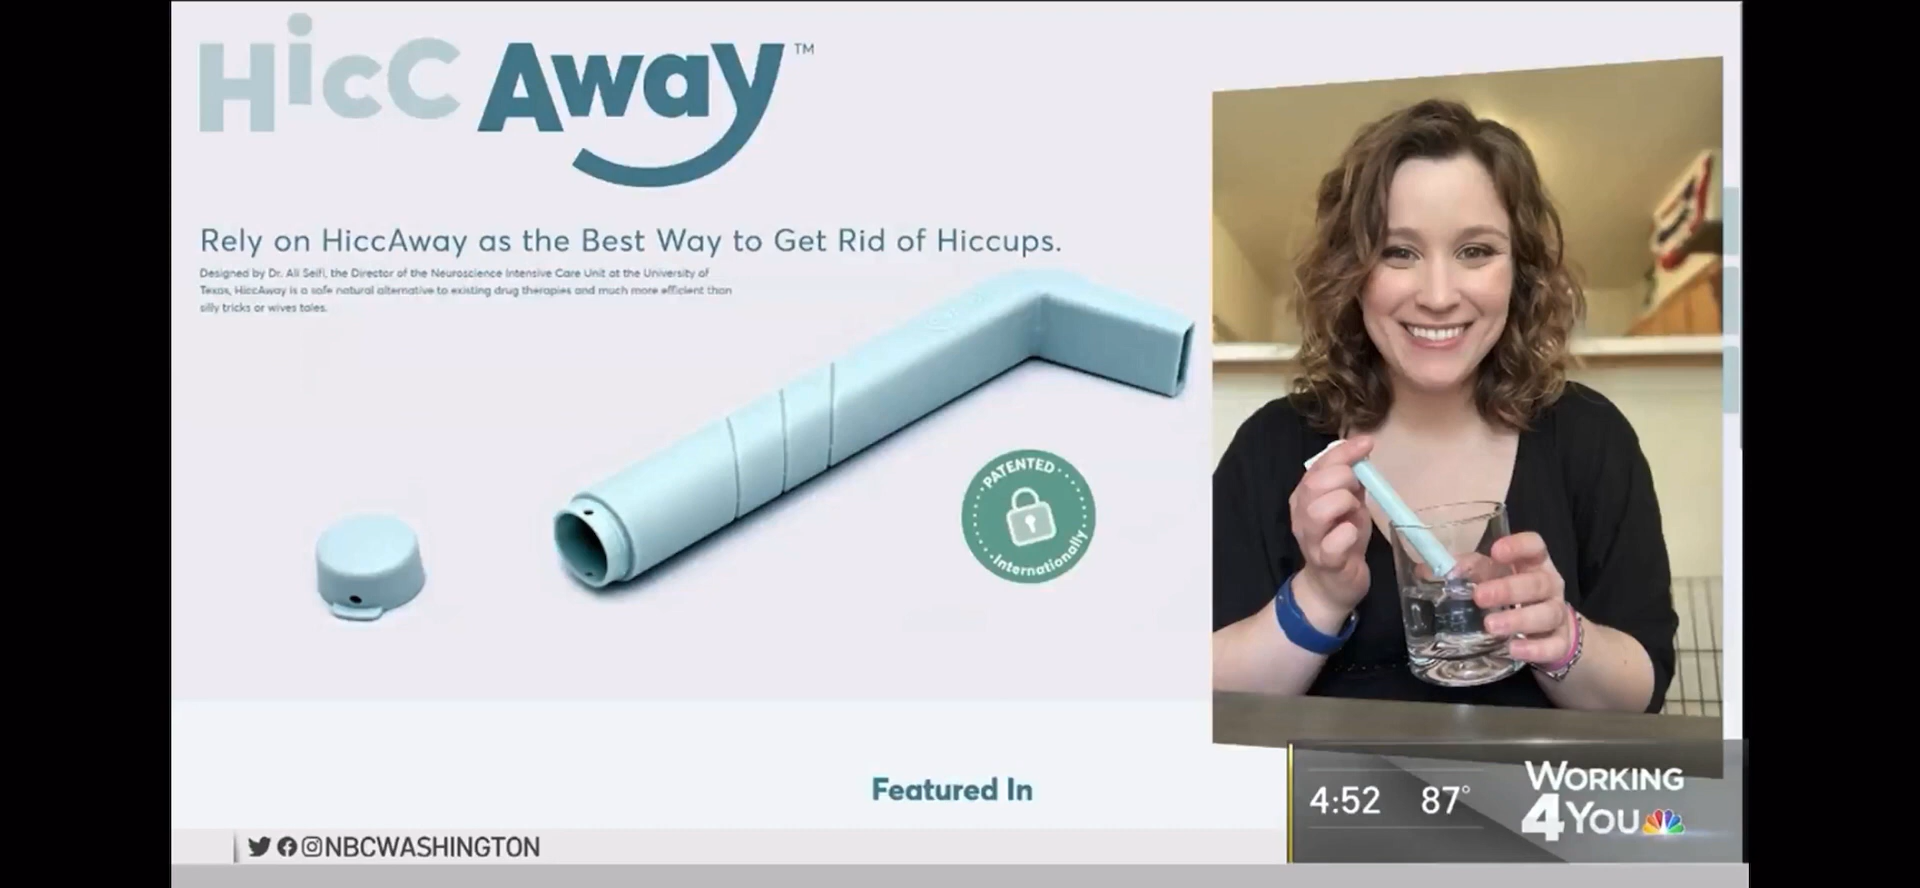 HiccAway™
Rely on HiccAway as the Best Way to Get Rid of Hiccups.
Designed by Dr. Ali Seifi, the Director of the Neuroscience Intensive Care Unit at the University of
Texas, HiccAway is a safe natural alternative to existing drug therapies and much more efficient than
silly tricks or wives tales.
PATENTED
Internationally
Featured In
4:52 87°
WORKING
4 YOU
NBCWASHINGTON